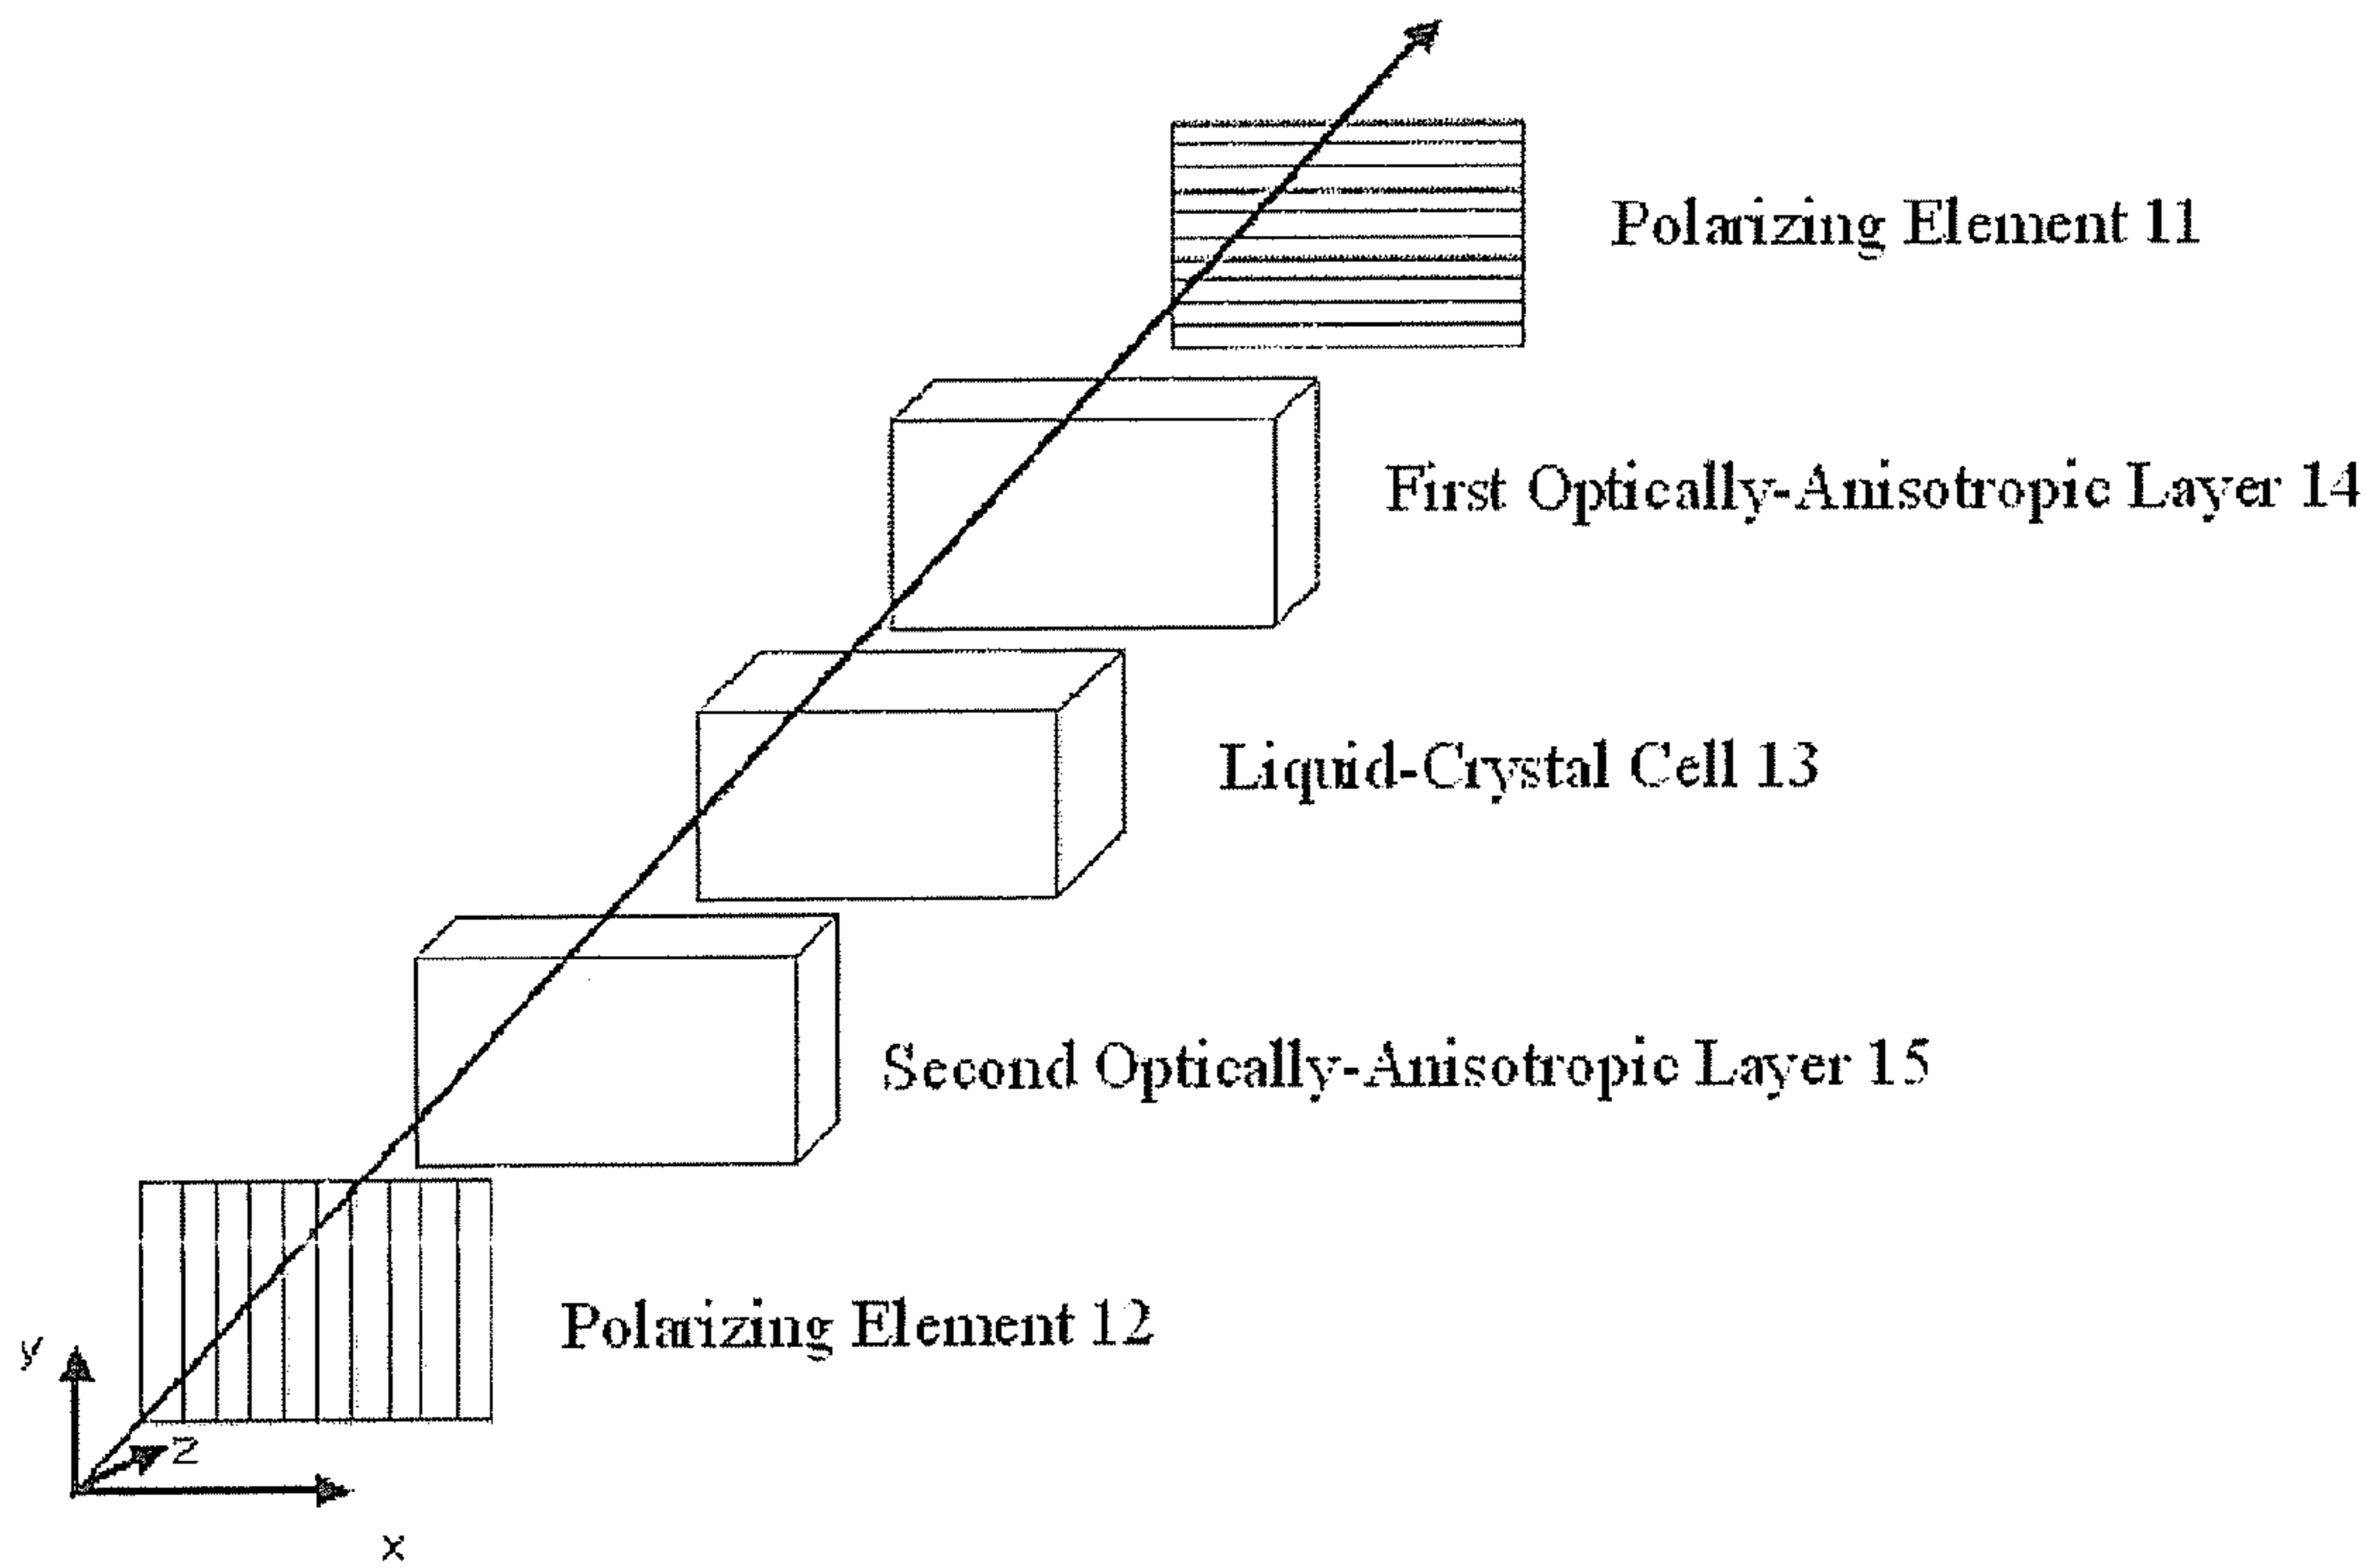 Polarizing Element 11
First Optically-Anisotropic Layer 14
Liquid-Crystal Cell 13
Second Optically-Anisotropic Layer 15
Polarizing Element 12
y
z
x